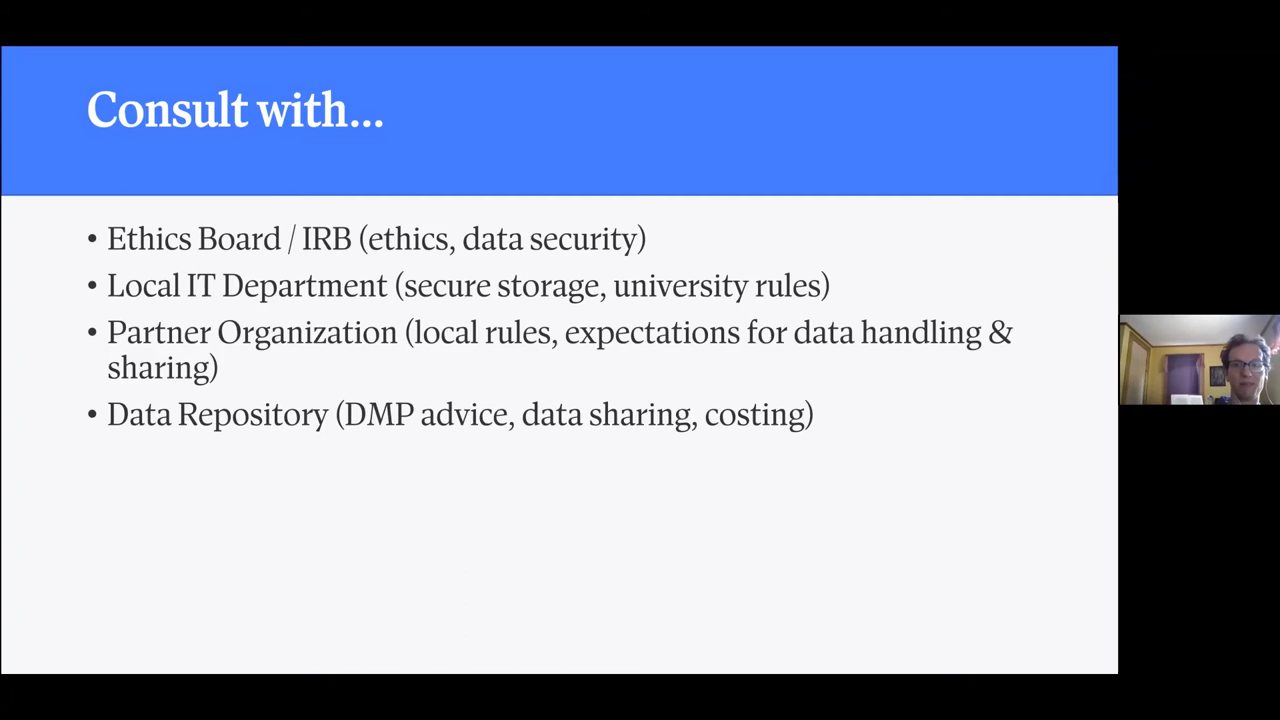 Consult with...
• Ethics Board / IRB (ethics, data security)
• Local IT Department (secure storage, university rules)
• Partner Organization (local rules, expectations for data handling &
sharing)
• Data Repository (DMP advice, data sharing, costing)